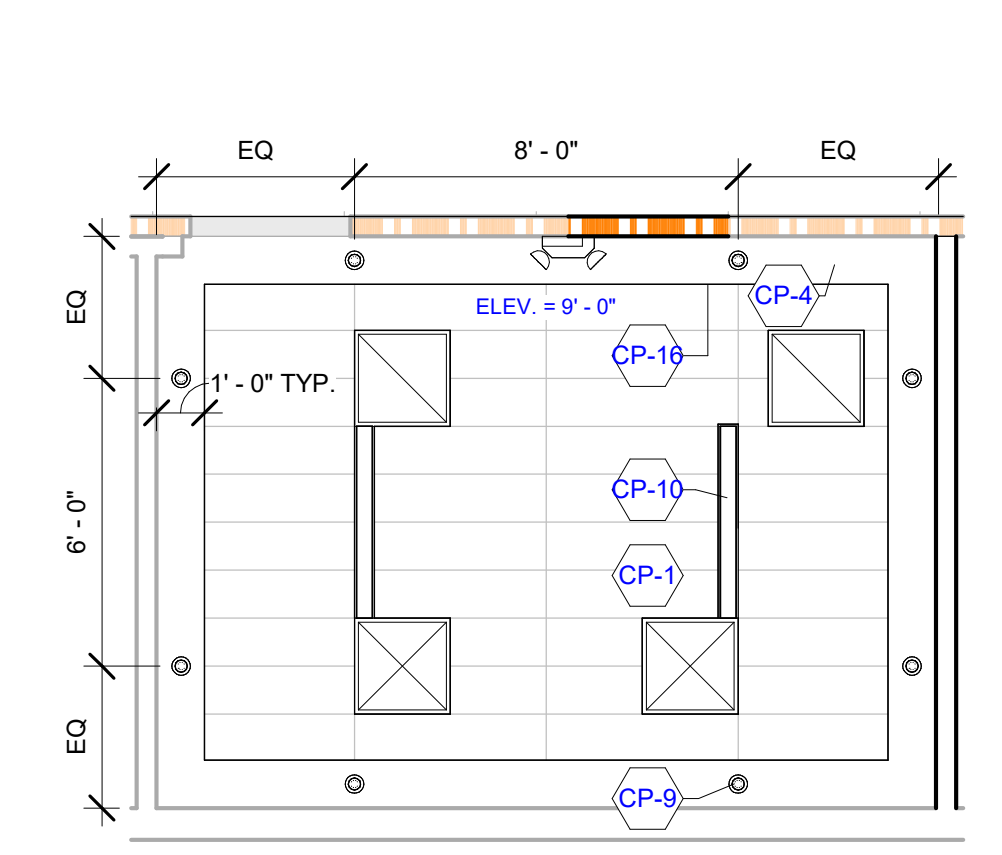 EQ
8' - 0"
EQ
EQ
ELEV. = 9' - 0"
CP-4
CP-16
1' - 0" TYP.
CP-10
6' - 0"
CP-1
EQ
CP-9